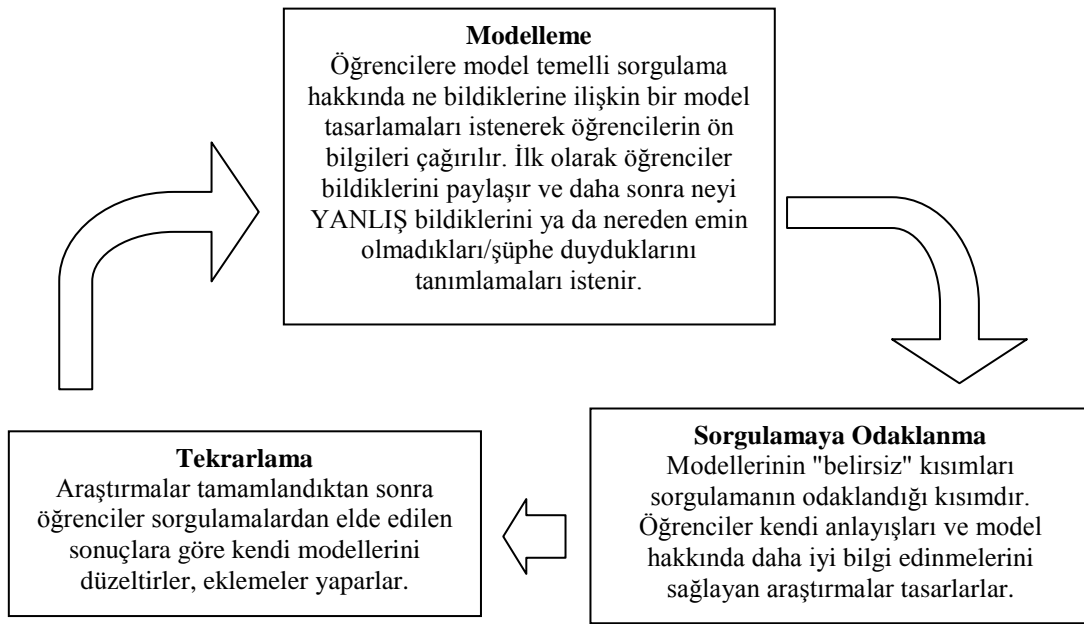 Modelleme
Öğrencilere model temelli sorgulama
hakkında ne bildiklerine ilişkin bir model
tasarlamaları istenerek öğrencilerin ön
bilgileri çağırılır. İlk olarak öğrenciler
bildiklerini paylaşır ve daha sonra neyi
YANLIŞ bildiklerini ya da nereden emin
olmadıkları/şüphe duyduklarını
tanımlamaları istenir.
Sorgulamaya Odaklanma
Modellerinin "belirsiz" kısımları
sorgulamanın odaklandığı kısımdır.
Öğrenciler kendi anlayışları ve model
hakkında daha iyi bilgi edinmelerini
sağlayan araştırmalar tasarlarlar.
Tekrarlama
Araştırmalar tamamlandıktan sonra
öğrenciler sorgulamalardan elde edilen
sonuçlara göre kendi modellerini
düzeltirler, eklemeler yaparlar.